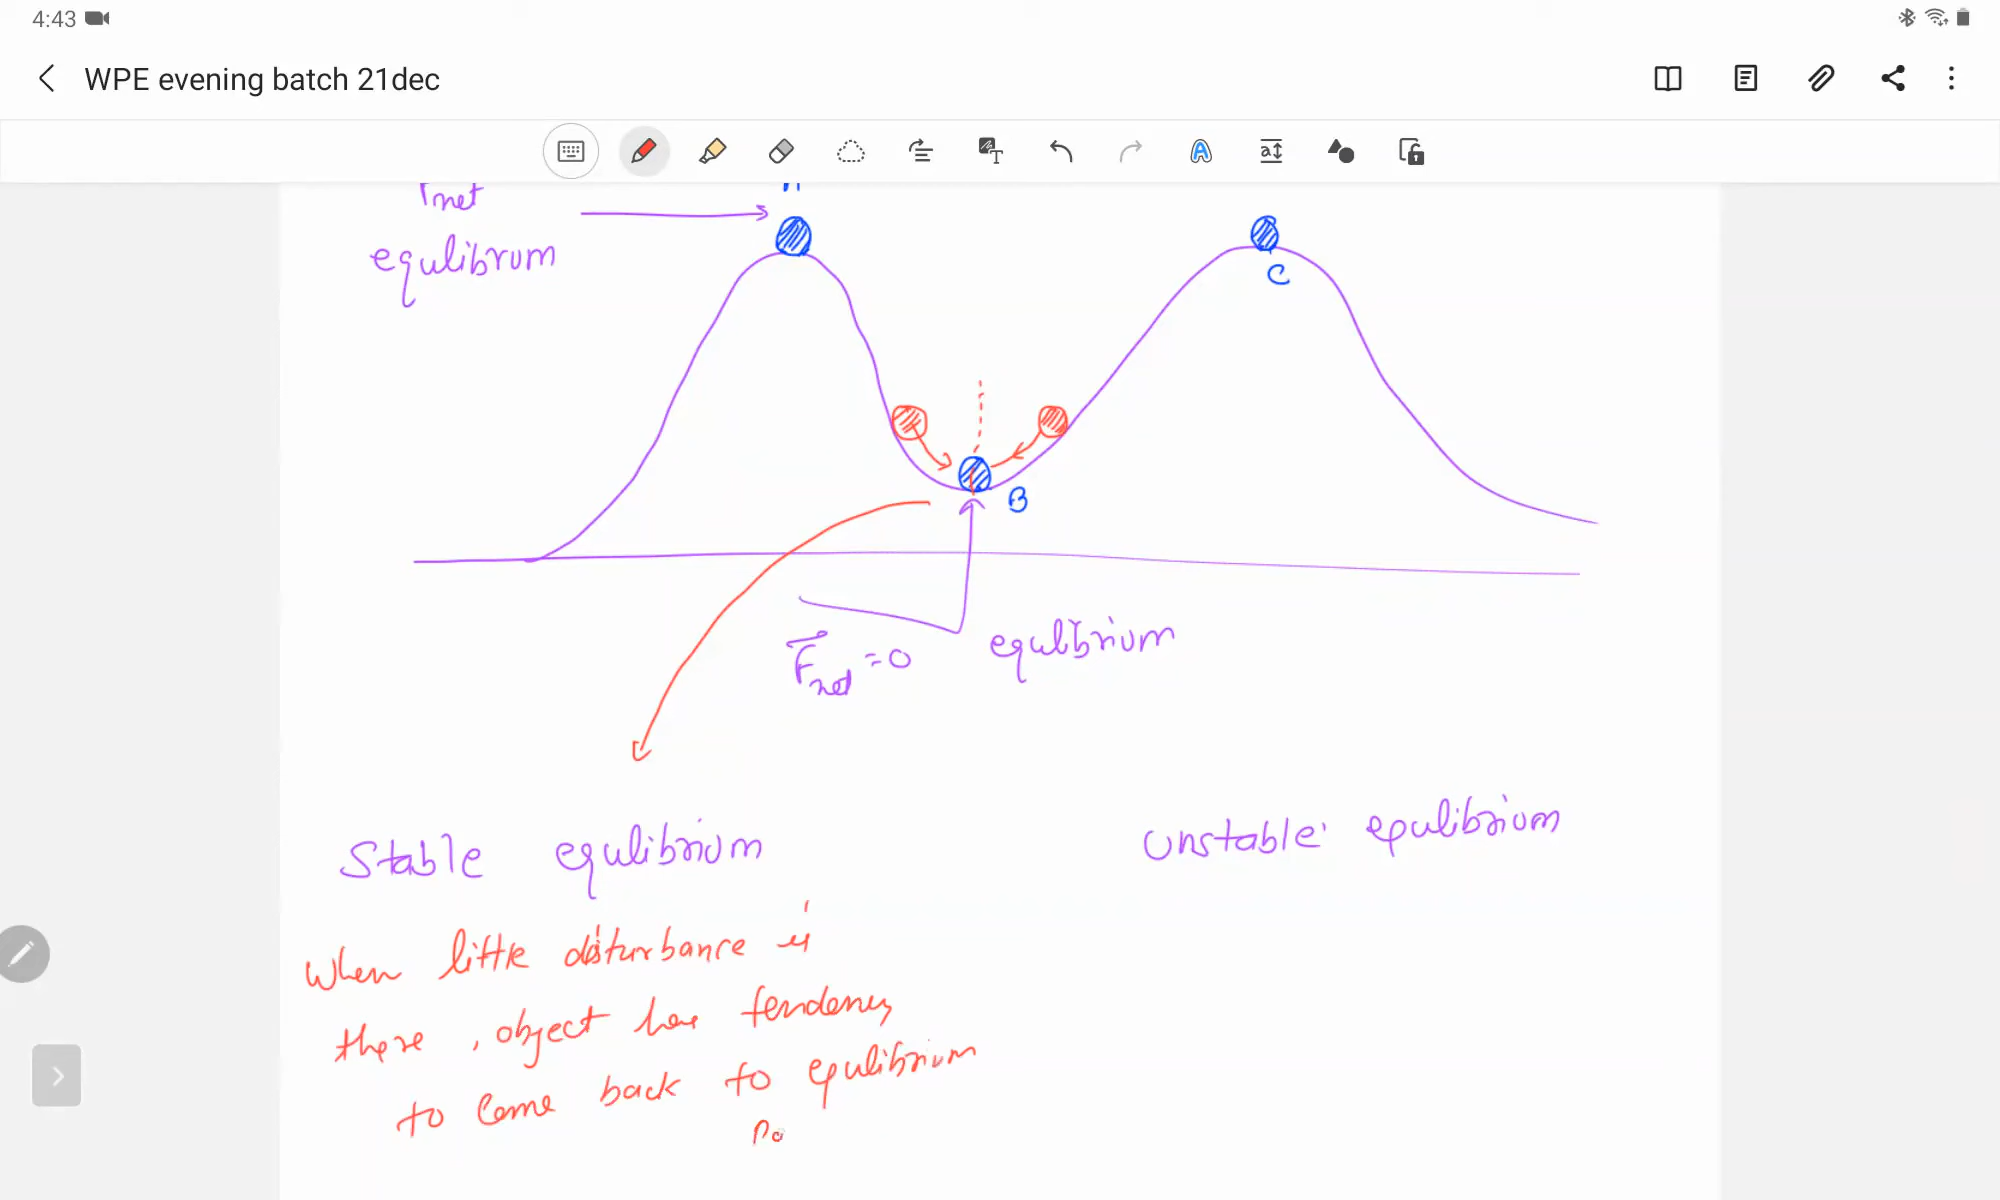 4:43
WPE evening batch 21dec
Fnet
equlibrum
A
C
B
Fnet = 0 equlibrium
Stable equlibrium
Unstable equlibrium
When little disturbance is
there , object has tendency
to come back to equlibrium
Po